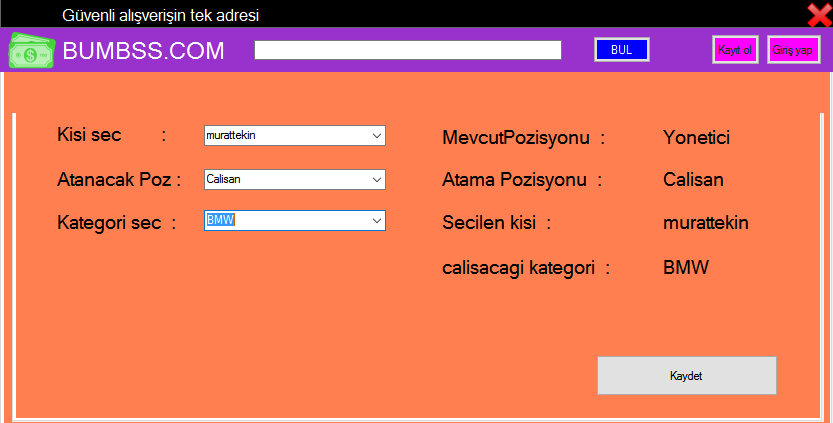 Güvenli alışverişin tek adresi
BUMBSS.COM
BUL
Kayıt ol
Giriş yap
Kisi sec :
murattekin
MevcutPozisyonu :
Yonetici
Atanacak Poz :
Calisan
Atama Pozisyonu :
Calisan
Kategori sec :
BMW
Secilen kisi :
murattekin
calisacagi kategori :
BMW
Kaydet